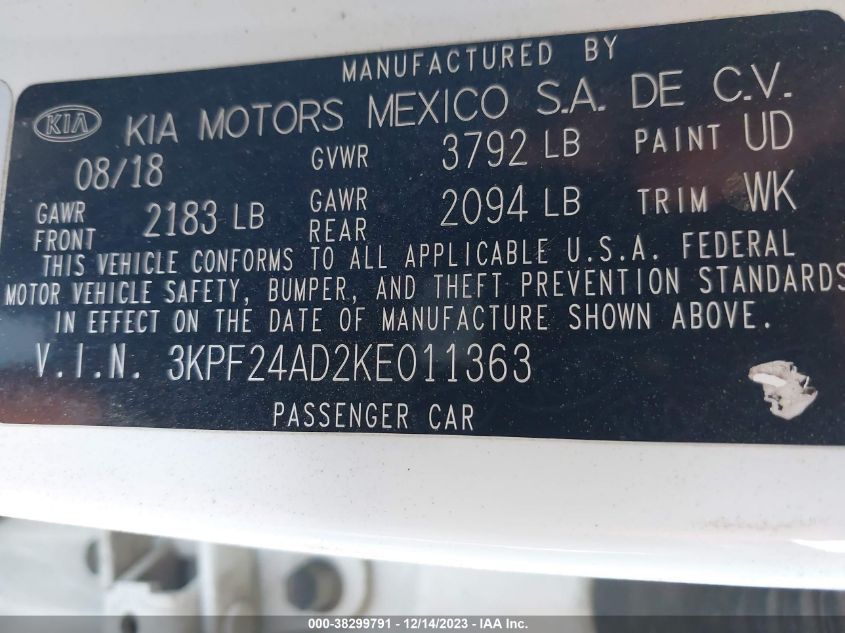 MANUFACTURED BY
KIA KIA MOTORS MEXICO S.A. DE C.V.
08/18 GVWR 3792 LB PAINT UD
GAWR FRONT 2183 LB GAWR REAR 2094 LB TRIM WK
THIS VEHICLE CONFORMS TO ALL APPLICABLE U.S.A. FEDERAL
MOTOR VEHICLE SAFETY, BUMPER, AND THEFT PREVENTION STANDARDS
IN EFFECT ON THE DATE OF MANUFACTURE SHOWN ABOVE.
V.I.N. 3KPF24AD2KE011363
PASSENGER CAR
000-38299791 - 12/14/2023 - IAA Inc.